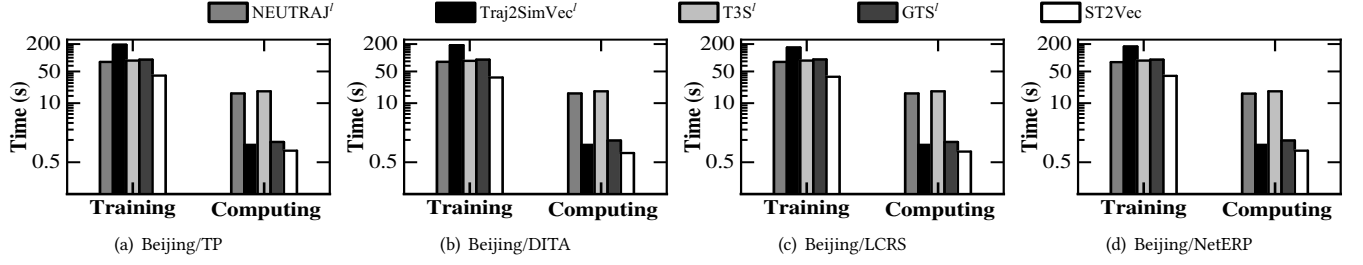 NEUTRAJ^l Traj2SimVec^l T3S^l GTS^l ST2Vec
Time (s)
200
50
10
0.5
Training Computing
(a) Beijing/TP
Time (s)
200
50
10
0.5
Training Computing
(b) Beijing/DITA
Time (s)
200
50
10
0.5
Training Computing
(c) Beijing/LCRS
Time (s)
200
50
10
0.5
Training Computing
(d) Beijing/NetERP